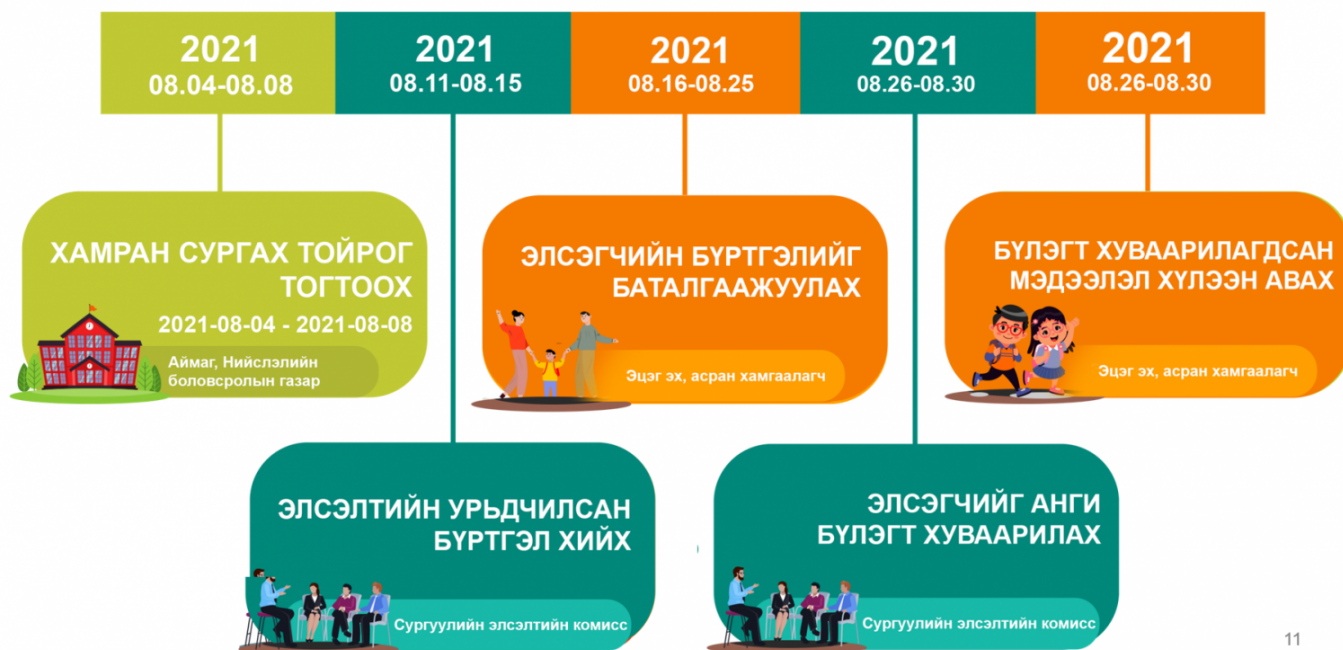 2021
08.04-08.08
2021
08.11-08.15
2021
08.16-08.25
2021
08.26-08.30
2021
08.26-08.30
ХАМРАН СУРГАХ ТОЙРОГ
ТОГТООХ
2021-08-04 - 2021-08-08
Аймаг, Нийслэлийн
боловсролын газар
ЭЛСЭГЧИЙН БҮРТГЭЛИЙГ
БАТАЛГААЖУУЛАХ
Эцэг эх, асран хамгаалагч
БҮЛЭГТ ХУВААРИЛАГДСАН
МЭДЭЭЛЭЛ ХҮЛЭЭН АВАХ
Эцэг эх, асран хамгаалагч
ЭЛСЭЛТИЙН УРЬДЧИЛСАН
БҮРТГЭЛ ХИЙХ
Сургуулийн элсэлтийн комисс
ЭЛСЭГЧИЙГ АНГИ
БҮЛЭГТ ХУВААРИЛАХ
Сургуулийн элсэлтийн комисс
11